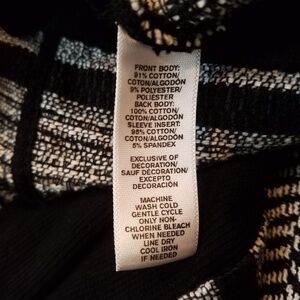 FRONT BODY:
91% COTTON/
COTON/ALGODÓN
9% POLYESTER/
POLIÉSTER
BACK BODY:
100% COTTON/
COTON/ALGODÓN
SLEEVE INSERT:
95% COTTON/
COTON/ALGODÓN
5% SPANDEX
EXCLUSIVE OF
DECORATION/
SAUF DÉCORATION/
EXCEPTO
DECORACIÓN
MACHINE
WASH COLD
GENTLE CYCLE
ONLY NON-
CHLORINE BLEACH
WHEN NEEDED
LINE DRY
COOL IRON
IF NEEDED